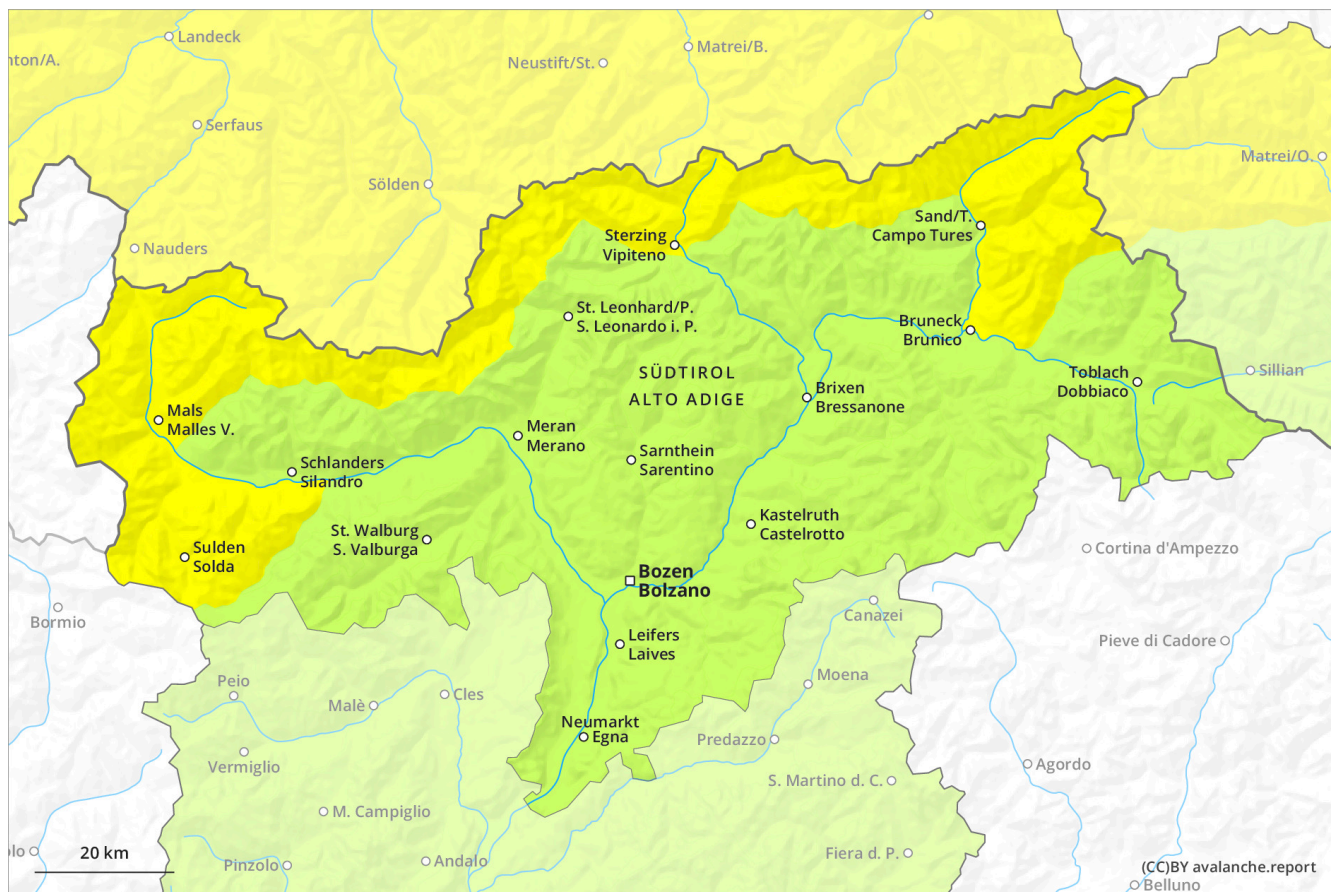 Landeck
nton/A.
Matrei/B.
Neustift/St.
Serfaus
Matrei/O.
Sölden
Sand/T.
Campo Tures
Sterzing
Vipiteno
Nauders
St. Leonhard/P.
S. Leonardo i. P.
Bruneck
Brunico
SÜDTIROL
ALTO ADIGE
Toblach
Dobbiaco
Sillian
Brixen
Bressanone
Mals
Malles V.
Meran
Merano
Sarnthein
Sarentino
Schlanders
Silandro
Kastelruth
Castelrotto
St. Walburg
S. Valburga
Sulden
Solda
Cortina d'Ampezzo
Bozen
Bolzano
Bormio
Canazei
Leifers
Laives
Pieve di Cadore
Moena
Peio
Cles
Malè
Neumarkt
Egna
Predazzo
Vermiglio
Agordo
S. Martino d. C.
M. Campiglio
olo
20 km
Pinzolo
Andalo
Fiera d. P.
(CC)BY avalanche.report
Belluno